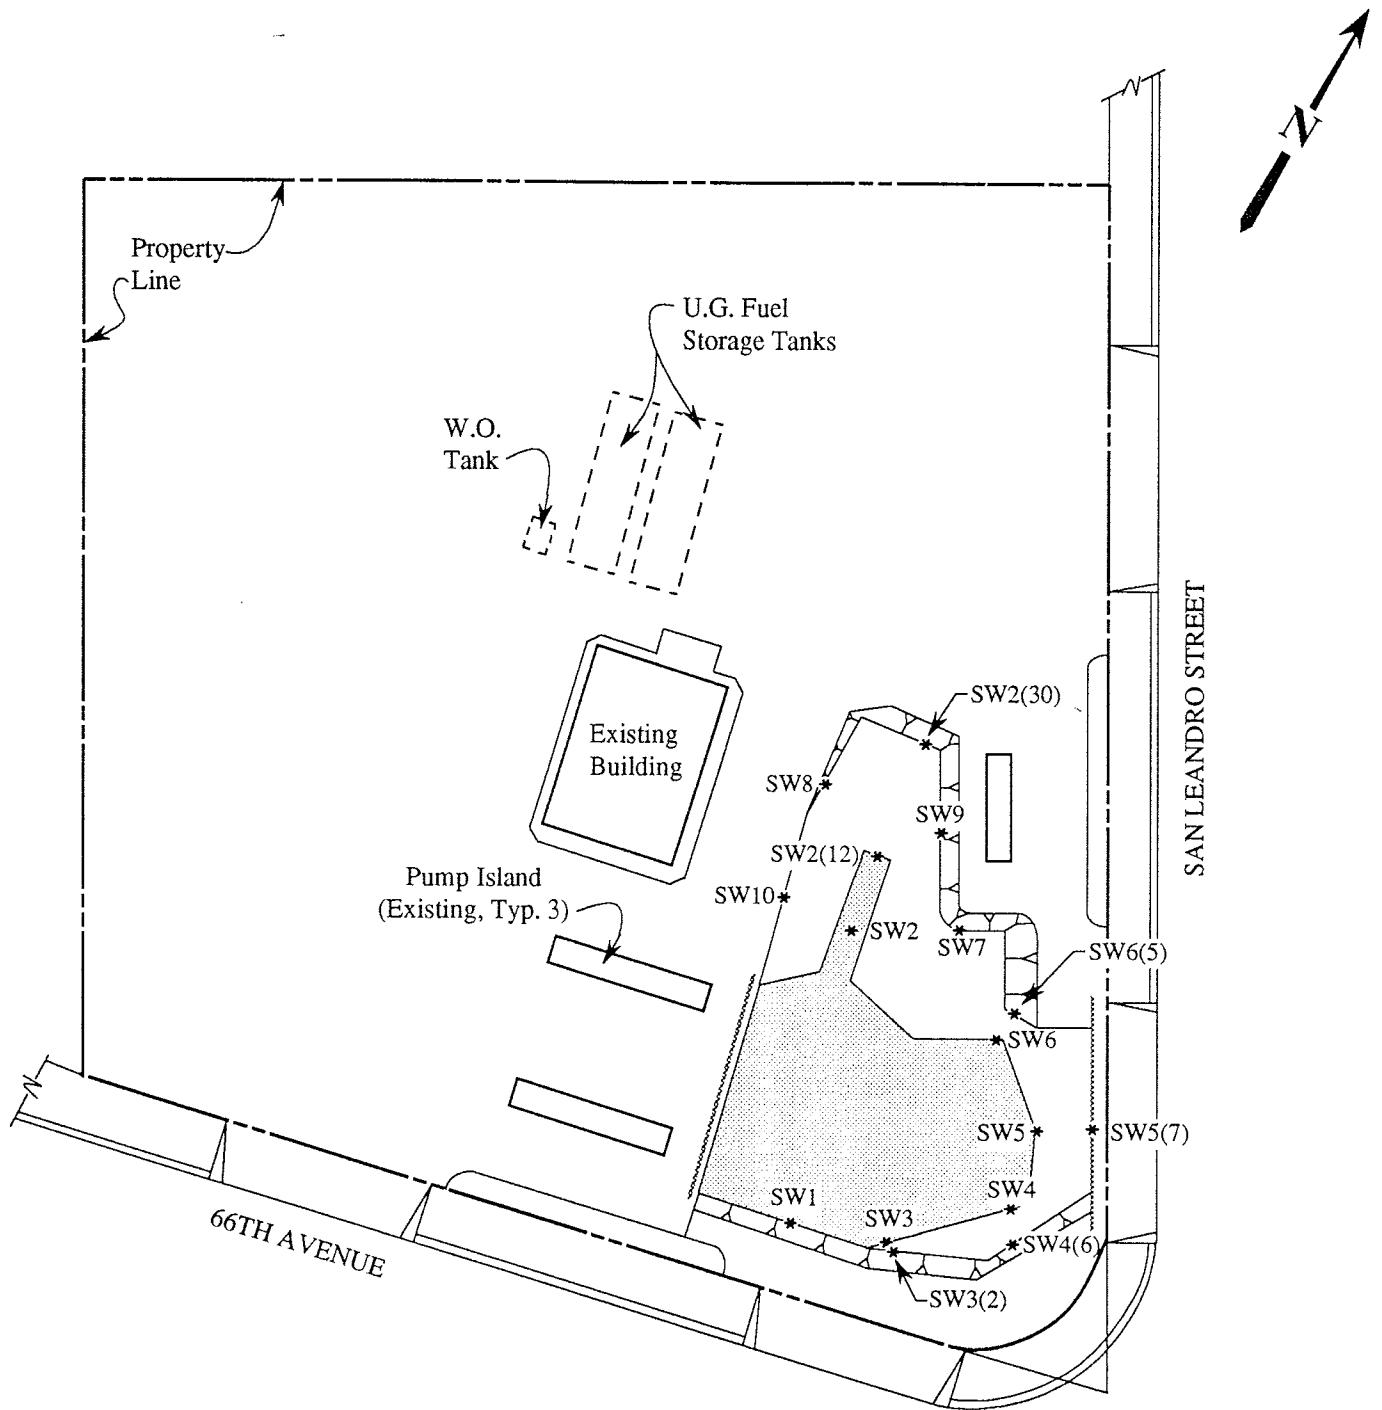 N
Property
Line
U.G. Fuel
Storage Tanks
W.O.
Tank
SAN LEANDRO STREET
SW2(30)
Existing
Building
SW8
SW9
SW2(12)
Pump Island
(Existing, Typ. 3)
SW10
SW2
SW7
SW6(5)
SW6
SW5
SW5(7)
SW1
SW4
SW3
SW4(6)
66TH AVENUE
SW3(2)